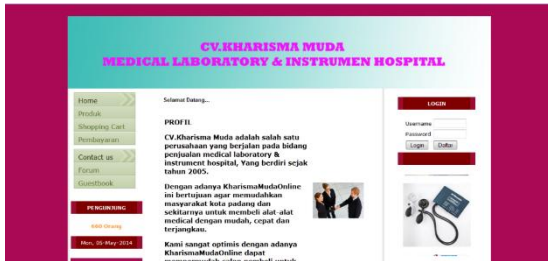 CV.KHARISMA MUDA
MEDICAL LABORATORY & INSTRUMEN HOSPITAL
Home
Produk
Shopping Cart
Pembayaran
Contact us
Forum
Guestbook
PENGUNJUNG
Orang
Mon, 05-May-2014
Selamat Datang...
PROFIL
CV.Kharisma Muda adalah salah satu
perusahaan yang berjalan pada bidang
penjualan medical laboratory &
instrument hospital, Yang berdiri sejak
tahun 2005.
Dengan adanya KharismaMudaOnline
ini bertujuan agar memudahkan
masyarakat kota padang dan
sekitarnya untuk membeli alat-alat
medical dengan mudah, cepat dan
terjangkau.
Kami sangat optimis dengan adanya
KharismaMudaOnline dapat
LOGIN
Username
Password
Login Daftar